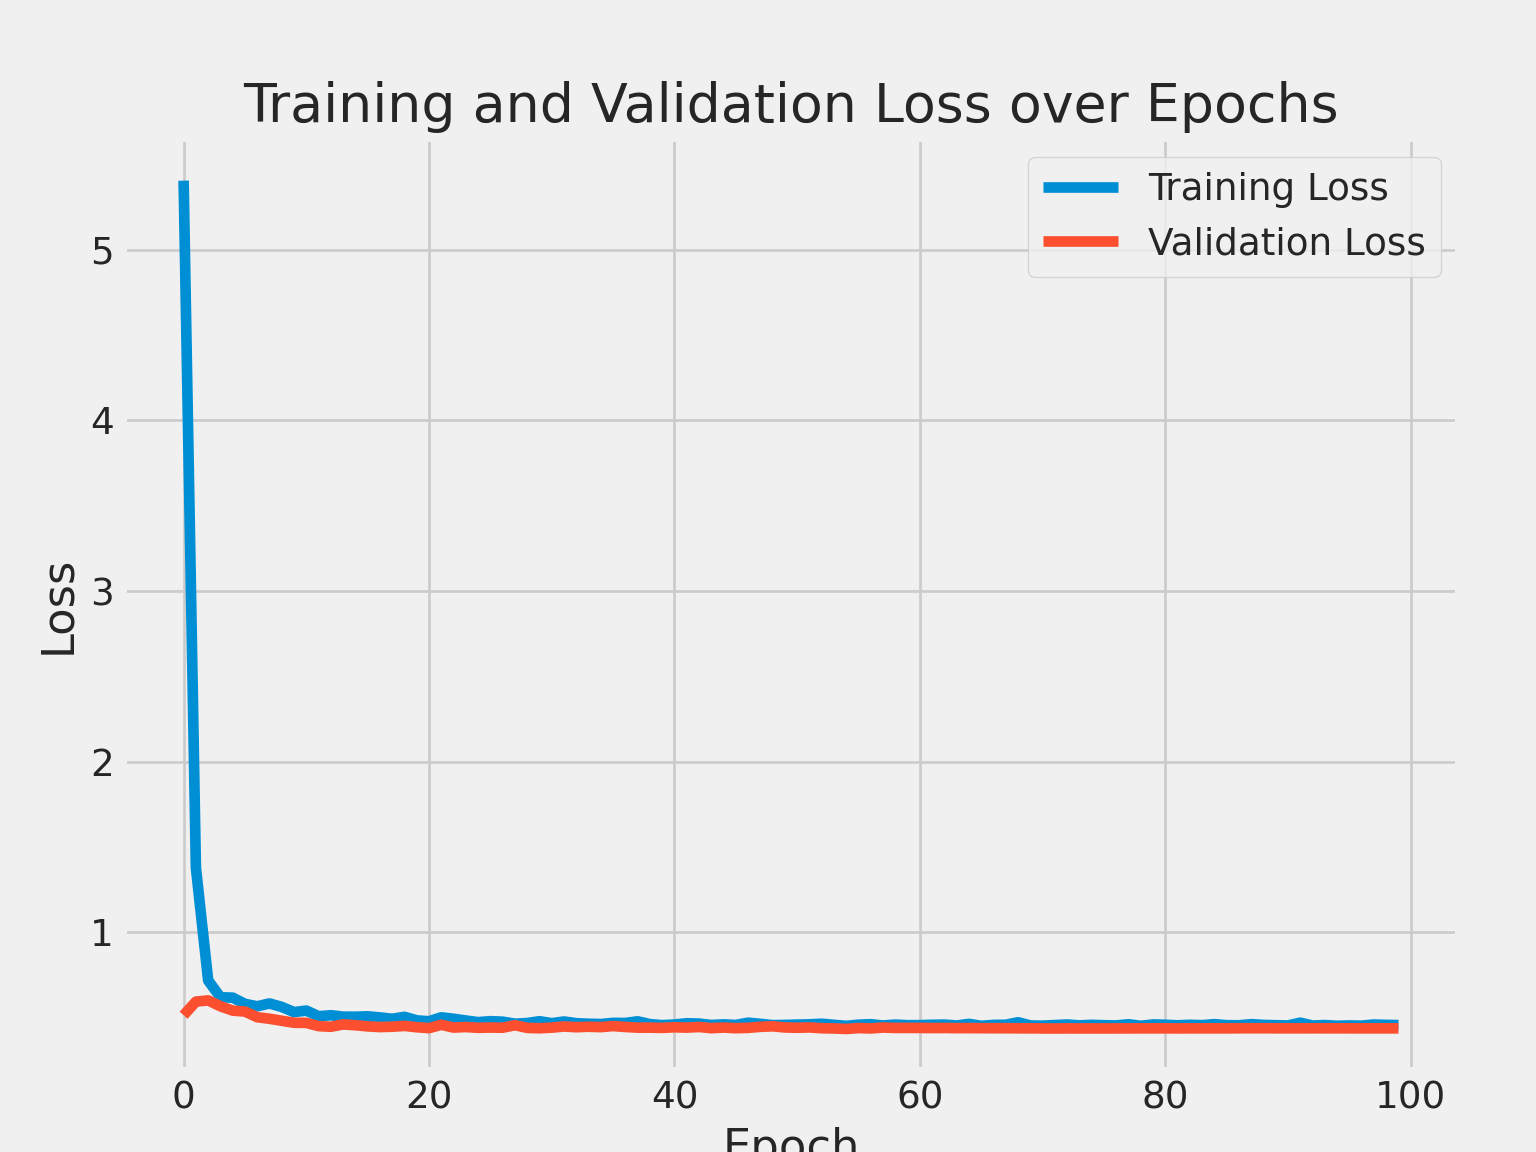 Training and Validation Loss over Epochs
Training Loss
Validation Loss
5
4
3
2
1
Loss
0 20 40 60 80 100
Epoch